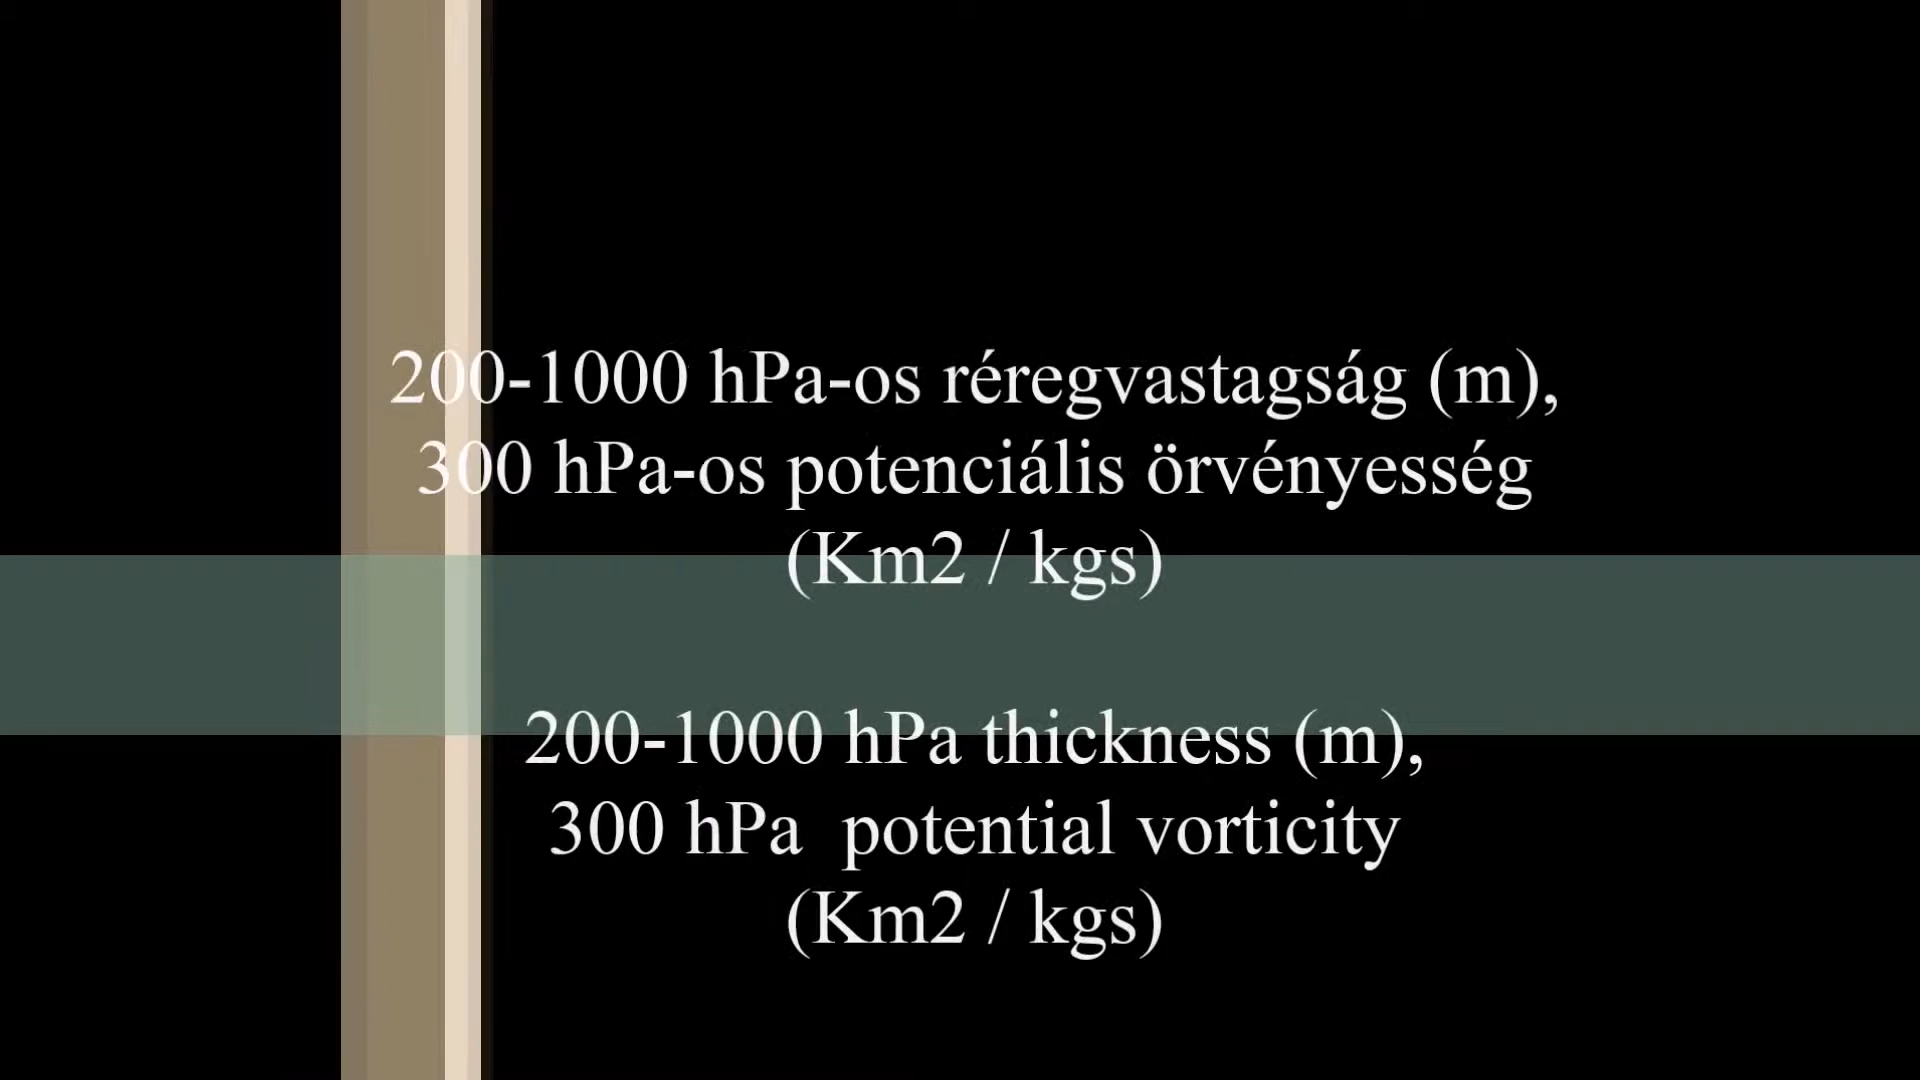 200-1000 hPa-os réregvastagság (m),
300 hPa-os potenciális örvényesség
(Km2 / kgs)
200-1000 hPa thickness (m),
300 hPa  potential vorticity
(Km2 / kgs)